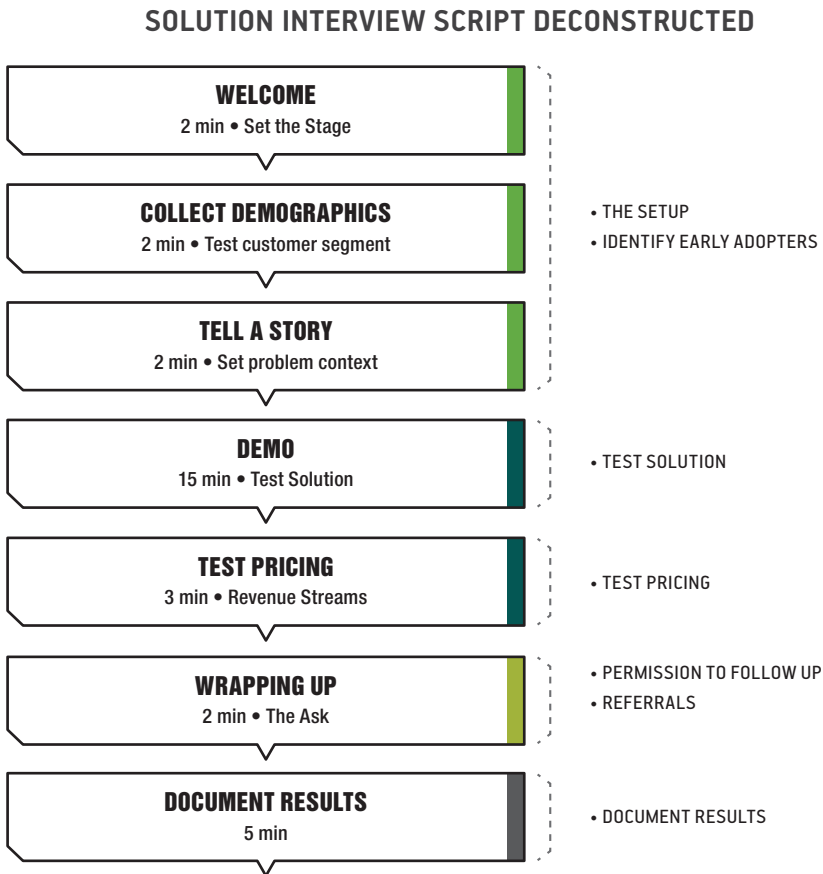 SOLUTION INTERVIEW SCRIPT DECONSTRUCTED
WELCOME
2 min • Set the Stage
COLLECT DEMOGRAPHICS
2 min • Test customer segment
• THE SETUP
• IDENTIFY EARLY ADOPTERS
TELL A STORY
2 min • Set problem context
DEMO
15 min • Test Solution
• TEST SOLUTION
TEST PRICING
3 min • Revenue Streams
• TEST PRICING
WRAPPING UP
2 min • The Ask
• PERMISSION TO FOLLOW UP
• REFERRALS
DOCUMENT RESULTS
5 min
• DOCUMENT RESULTS